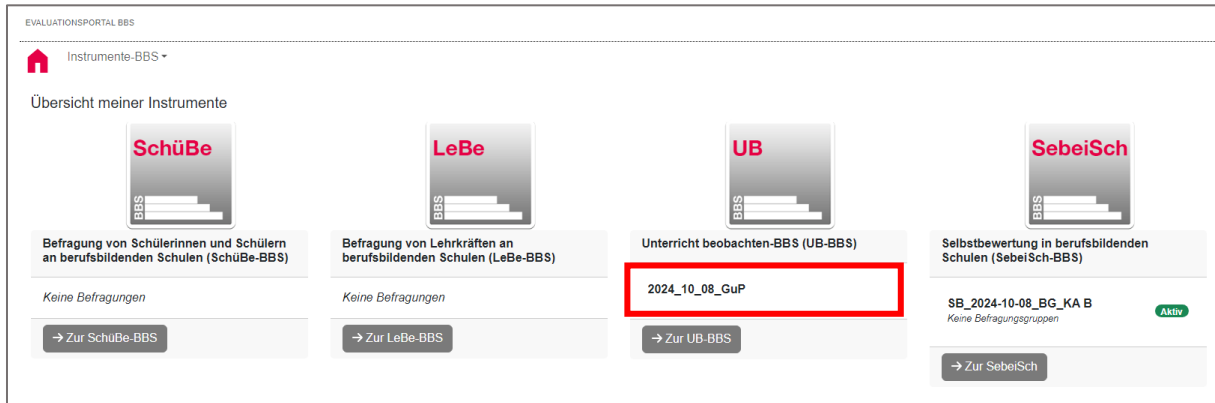 EVALUATIONSPORTAL BBS
Instrumente-BBS
Übersicht meiner Instrumente
SchüBe
BBS
Befragung von Schülerinnen und Schülern
an berufsbildenden Schulen (SchüBe-BBS)
Keine Befragungen
→ Zur SchüBe-BBS
LeBe
BBS
Befragung von Lehrkräften an
berufsbildenden Schulen (LeBe-BBS)
Keine Befragungen
→ Zur LeBe-BBS
UB
BBS
Unterricht beobachten-BBS (UB-BBS)
2024_10_08_GuP
→ Zur UB-BBS
SebeiSch
BBS
Selbstbewertung in berufsbildenden
Schulen (SebeiSch-BBS)
SB_2024-10-08_BG_KA B
Keine Befragungsgruppen
Aktiv
→ Zur SebeiSch